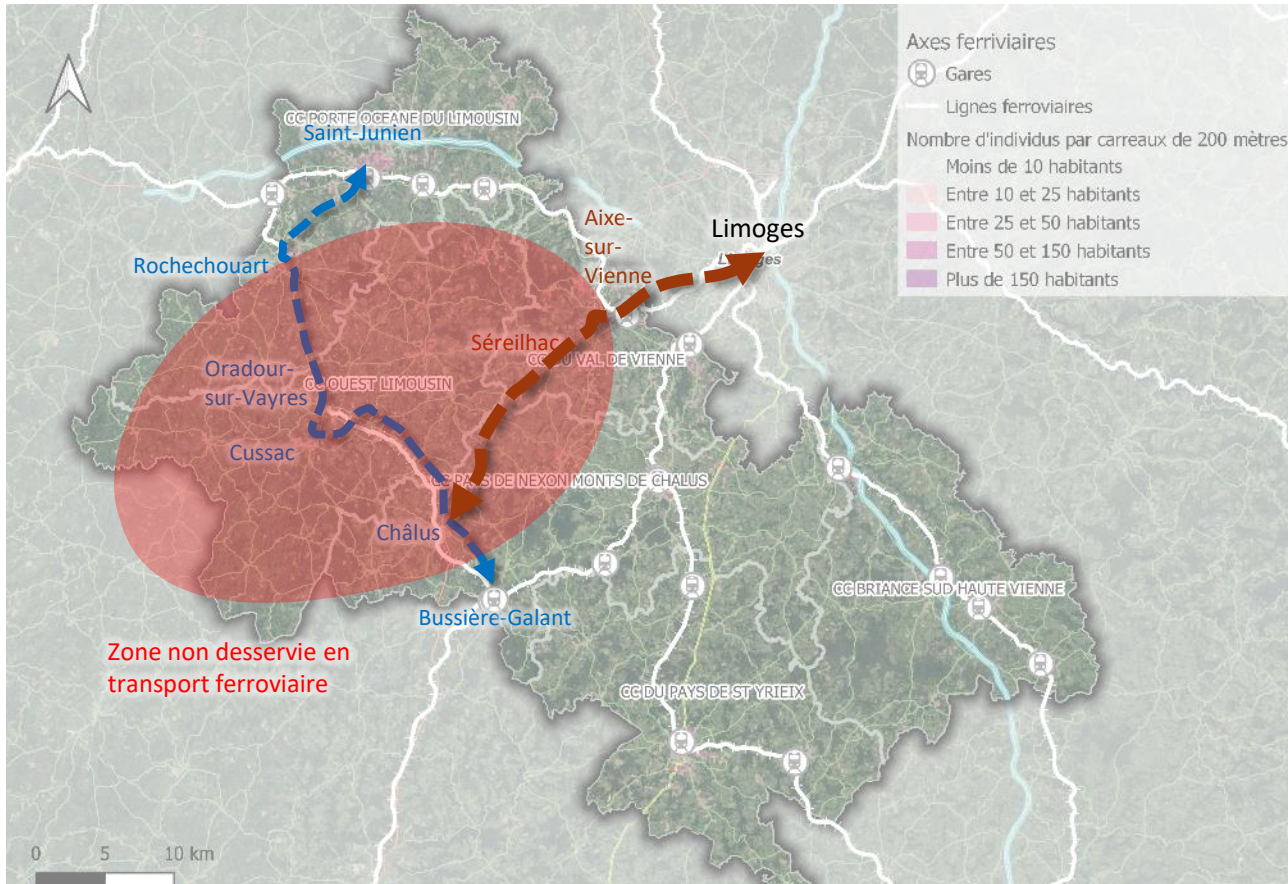 Axes ferriviaires
Gares
Lignes ferroviaires
Nombre d'individus par carreaux de 200 mètres
Moins de 10 habitants
Entre 10 et 25 habitants
Entre 25 et 50 habitants
Entre 50 et 150 habitants
Plus de 150 habitants
CC PORTE OCEANE DU LIMOUSIN
Saint-Junien
Aixe-
sur-
Vienne
Limoges
Limoges
Rochechouart
Séreilhac
CC DU VAL DE VIENNE
Oradour-
sur-Vayres
CC OUEST LIMOUSIN
Cussac
CC PAYS DE NEXON MONTS DE CHALUS
Châlus
CC BRIANCE SUD HAUTE VIENNE
Bussière-Galant
Zone non desservie en
transport ferroviaire
CC DU PAYS DE ST YRIEIX
0 5 10 km